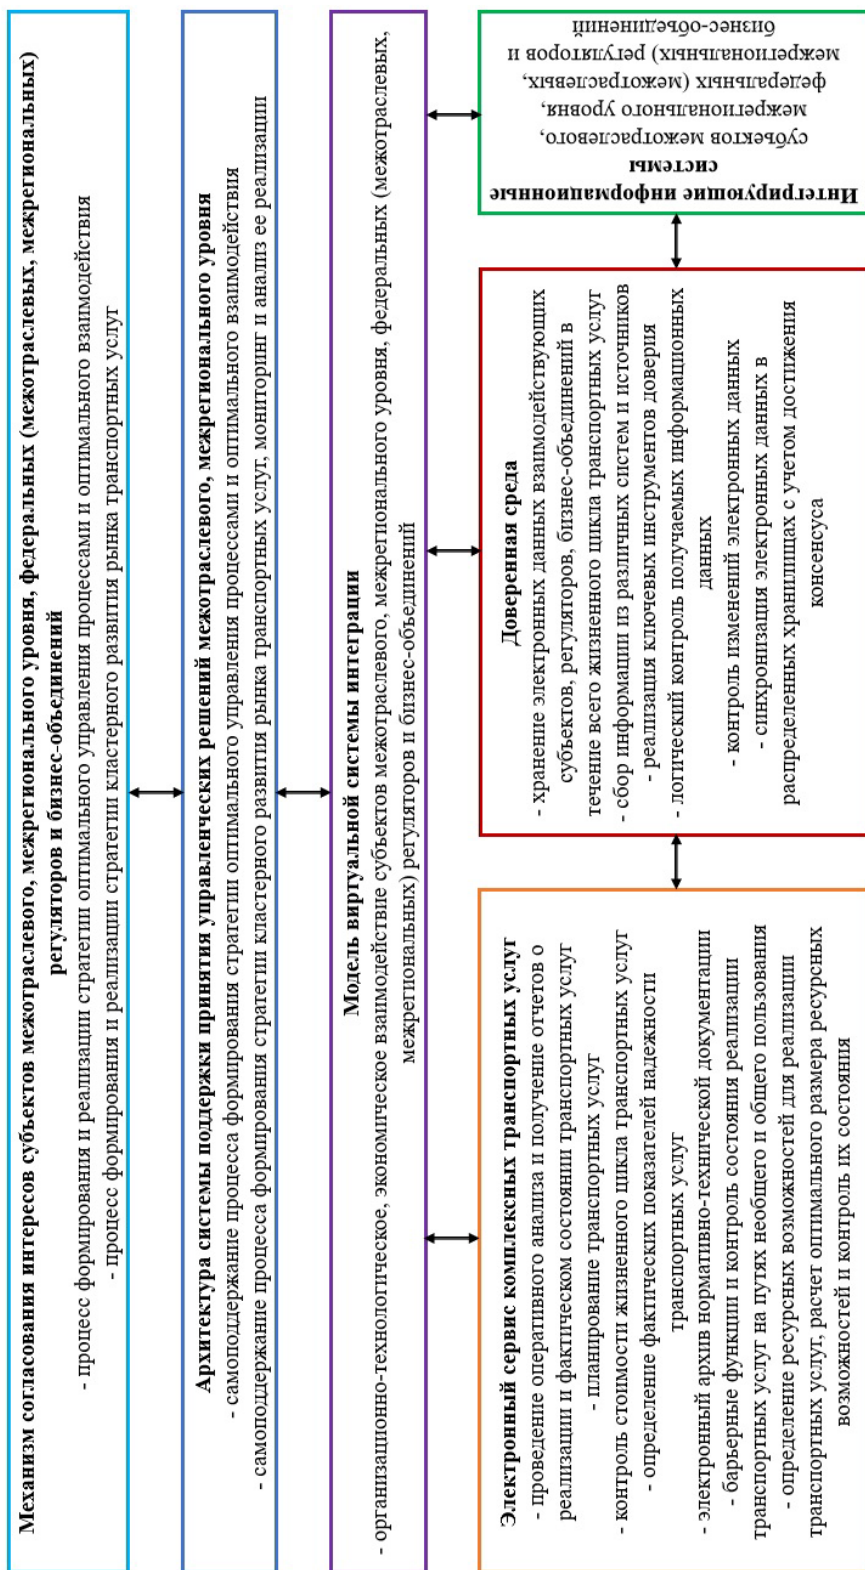 Механизм согласования интересов субъектов межотраслевого, межрегионального уровня, федеральных (межотраслевых, межрегиональных)
регуляторов и бизнес-объединений
- процесс формирования и реализации стратегии оптимального управления процессами и оптимального взаимодействия
- процесс формирования и реализации стратегии кластерного развития рынка транспортных услуг
Архитектура системы поддержки принятия управленческих решений межотраслевого, межрегионального уровня
- самоподдержание процесса формирования стратегии оптимального управления процессами и оптимального взаимодействия
- самоподдержание процесса формирования стратегии кластерного развития рынка транспортных услуг, мониторинг и анализ ее реализации
Модель виртуальной системы интеграции
- организационно-технологическое, экономическое взаимодействие субъектов межотраслевого, межрегионального уровня, федеральных (межотраслевых,
межрегиональных) регуляторов и бизнес-объединений)
Электронный сервис комплексных транспортных услуг
- проведение оперативного анализа и получение отчетов о
реализации и фактическом состоянии транспортных услуг
- планирование транспортных услуг
- контроль стоимости жизненного цикла транспортных услуг
- определение фактических показателей надежности
транспортных услуг
- электронный архив нормативно-технической документации
- барьерные функции и контроль состояния реализации
транспортных услуг на путях необщего и общего пользования
- определение ресурсных возможностей для реализации
транспортных услуг, расчет оптимального размера ресурсных
возможностей и контроль их состояния
Доверенная среда
- хранение электронных данных взаимодействующих
субъектов, регуляторов, бизнес-объединений в
течение всего жизненного цикла транспортных услуг
- сбор информации из различных систем и источников
- реализация ключевых инструментов доверия
- логический контроль получаемых информационных
данных
- контроль изменений электронных данных
- синхронизация электронных данных в
распределенных хранилищах с учетом достижения
консенсуса
Интегрирующие информационные
системы
субъектов межотраслевого,
межрегионального уровня,
федеральных (межотраслевых,
межрегиональных) регуляторов и
бизнес-объединений